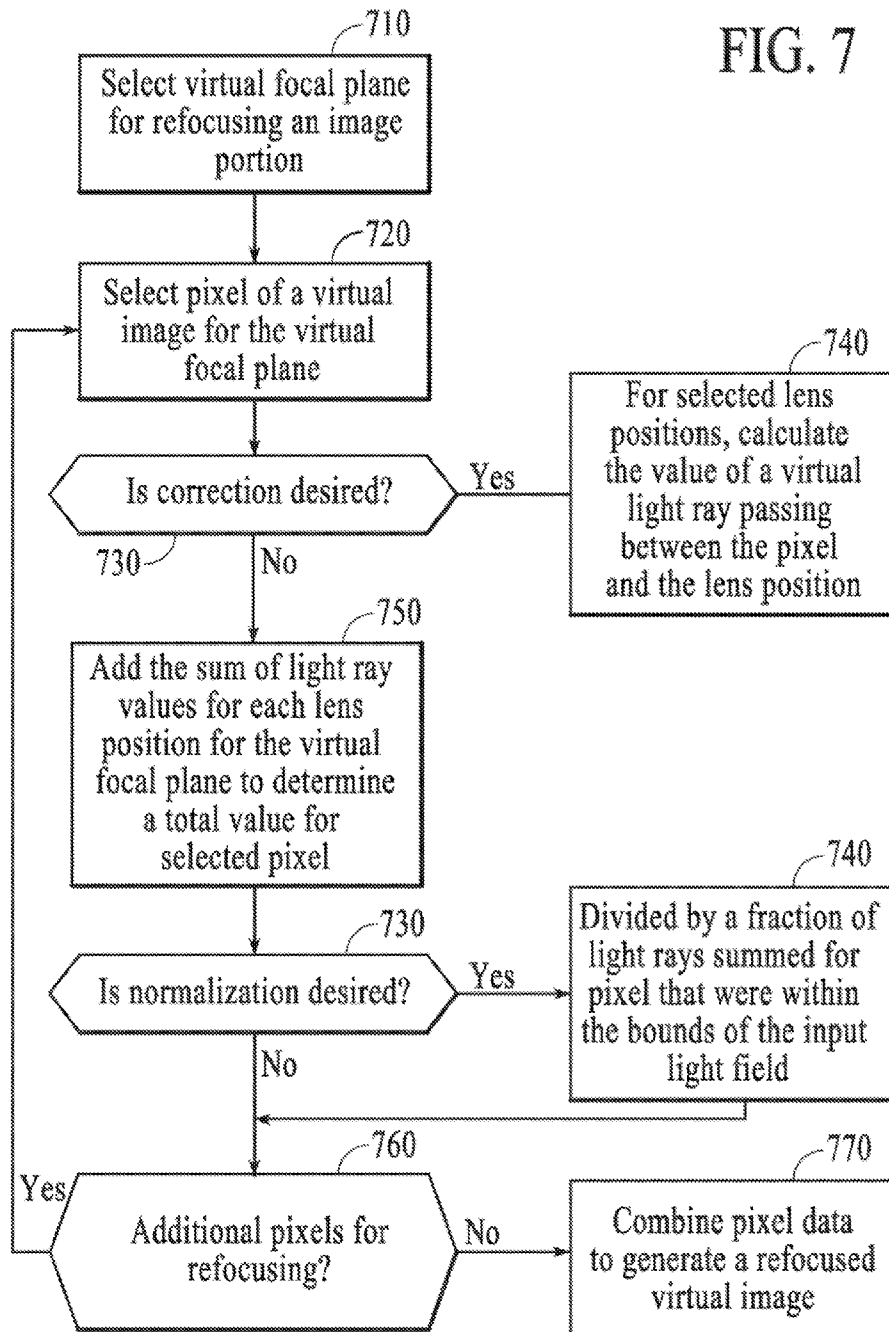 FIG. 7
710
Select virtual focal plane
for refocusing an image
portion
720
Select pixel of a virtual
image for the virtual
focal plane
Is correction desired?
730
Yes
No
740
For selected lens
positions, calculate
the value of a virtual
light ray passing
between the pixel
and the lens position
750
Add the sum of light ray
values for each lens
position for the virtual
focal plane to determine
a total value for
selected pixel
730
Is normalization desired?
Yes
No
740
Divided by a fraction of
light rays summed for
pixel that were within
the bounds of the input
light field
760
Additional pixels for
refocusing?
Yes
No
770
Combine pixel data
to generate a refocused
virtual image